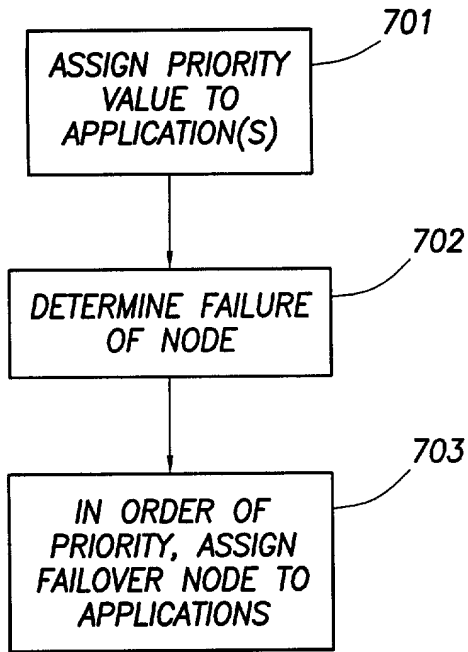 701
ASSIGN PRIORITY
VALUE TO
APPLICATION(S)
702
DETERMINE FAILURE
OF NODE
703
IN ORDER OF
PRIORITY, ASSIGN
FAILOVER NODE TO
APPLICATIONS